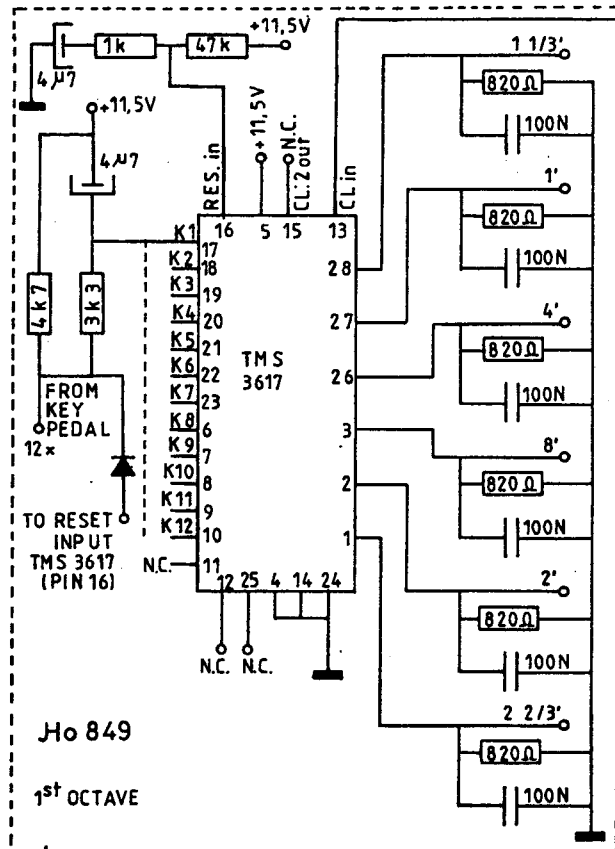 +11,5V
1k
47k
4µ7
+11,5V
4µ7
RES. in
+11,5V
CL:2 out
N.C.
CL in
1 1/3'
820Ω
100N
1'
820Ω
100N
4'
820Ω
100N
8'
820Ω
100N
2'
820Ω
100N
2 2/3'
820Ω
100N
16
5
15
13
K1
17
K2
18
K3
19
K4
20
K5
21
K6
22
K7
23
K8
6
K9
7
K10
8
K11
9
K12
10
N.C.
11
TMS
3617
28
27
26
3
2
1
12
25
4
14
24
N.C.
N.C.
4k7
3k3
FROM
KEY
PEDAL
12x
TO RESET
INPUT
TMS 3617
(PIN 16)
Ho 849
1st OCTAVE